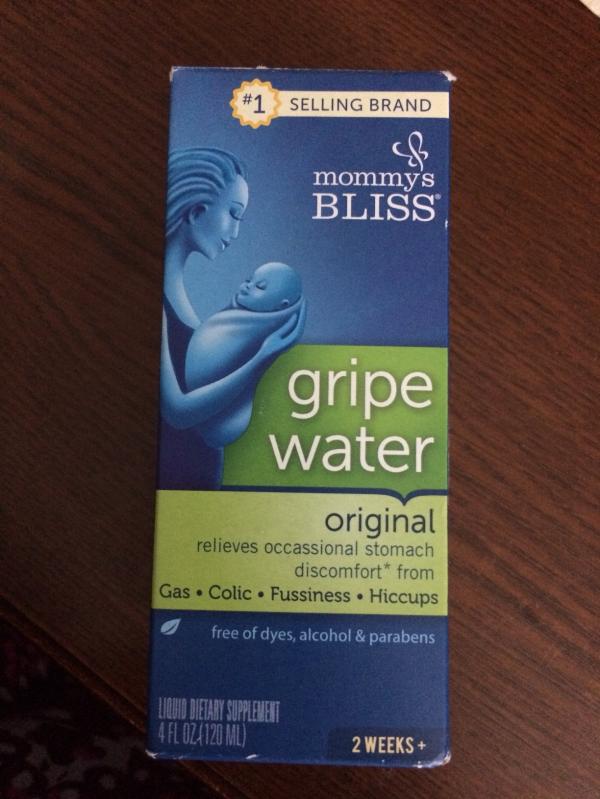 #1 SELLING BRAND
mommy's
BLISS®
gripe
water
original
relieves occassional stomach
discomfort* from
Gas • Colic • Fussiness • Hiccups
free of dyes, alcohol & parabens
LIQUID DIETARY SUPPLEMENT
4 FL OZ (120 ML)
2 WEEKS +